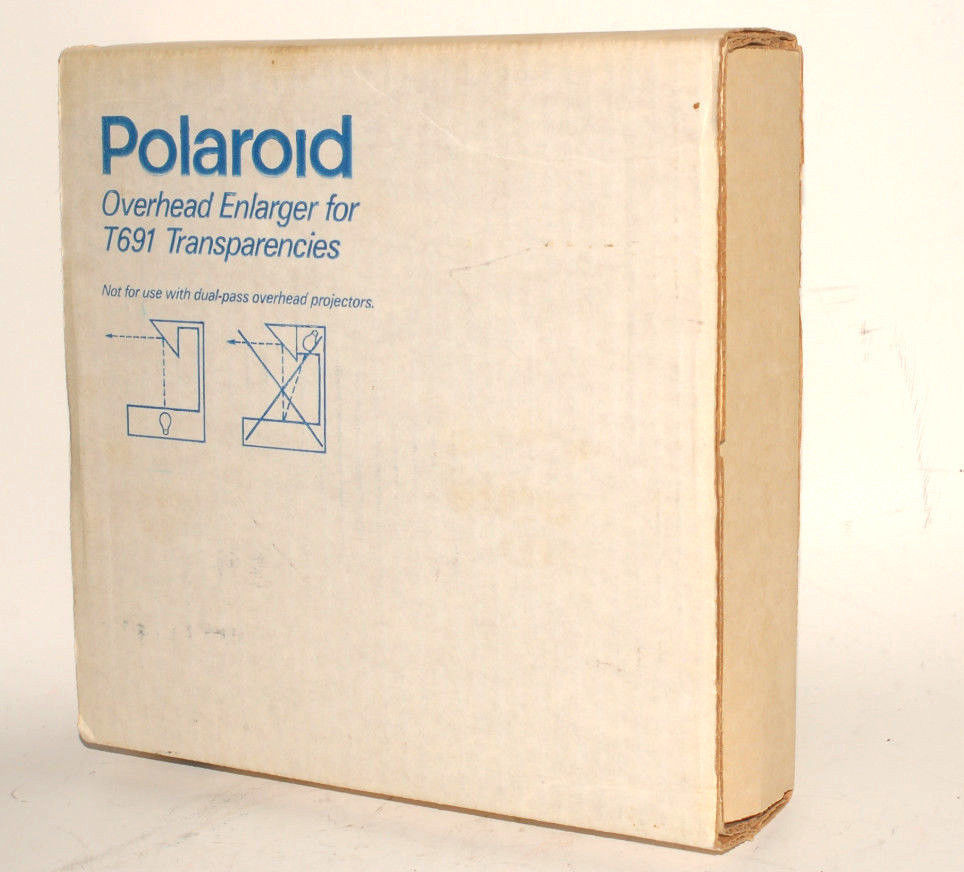 Polaroid
Overhead Enlarger for
T691 Transparencies
Not for use with dual-pass overhead projectors.